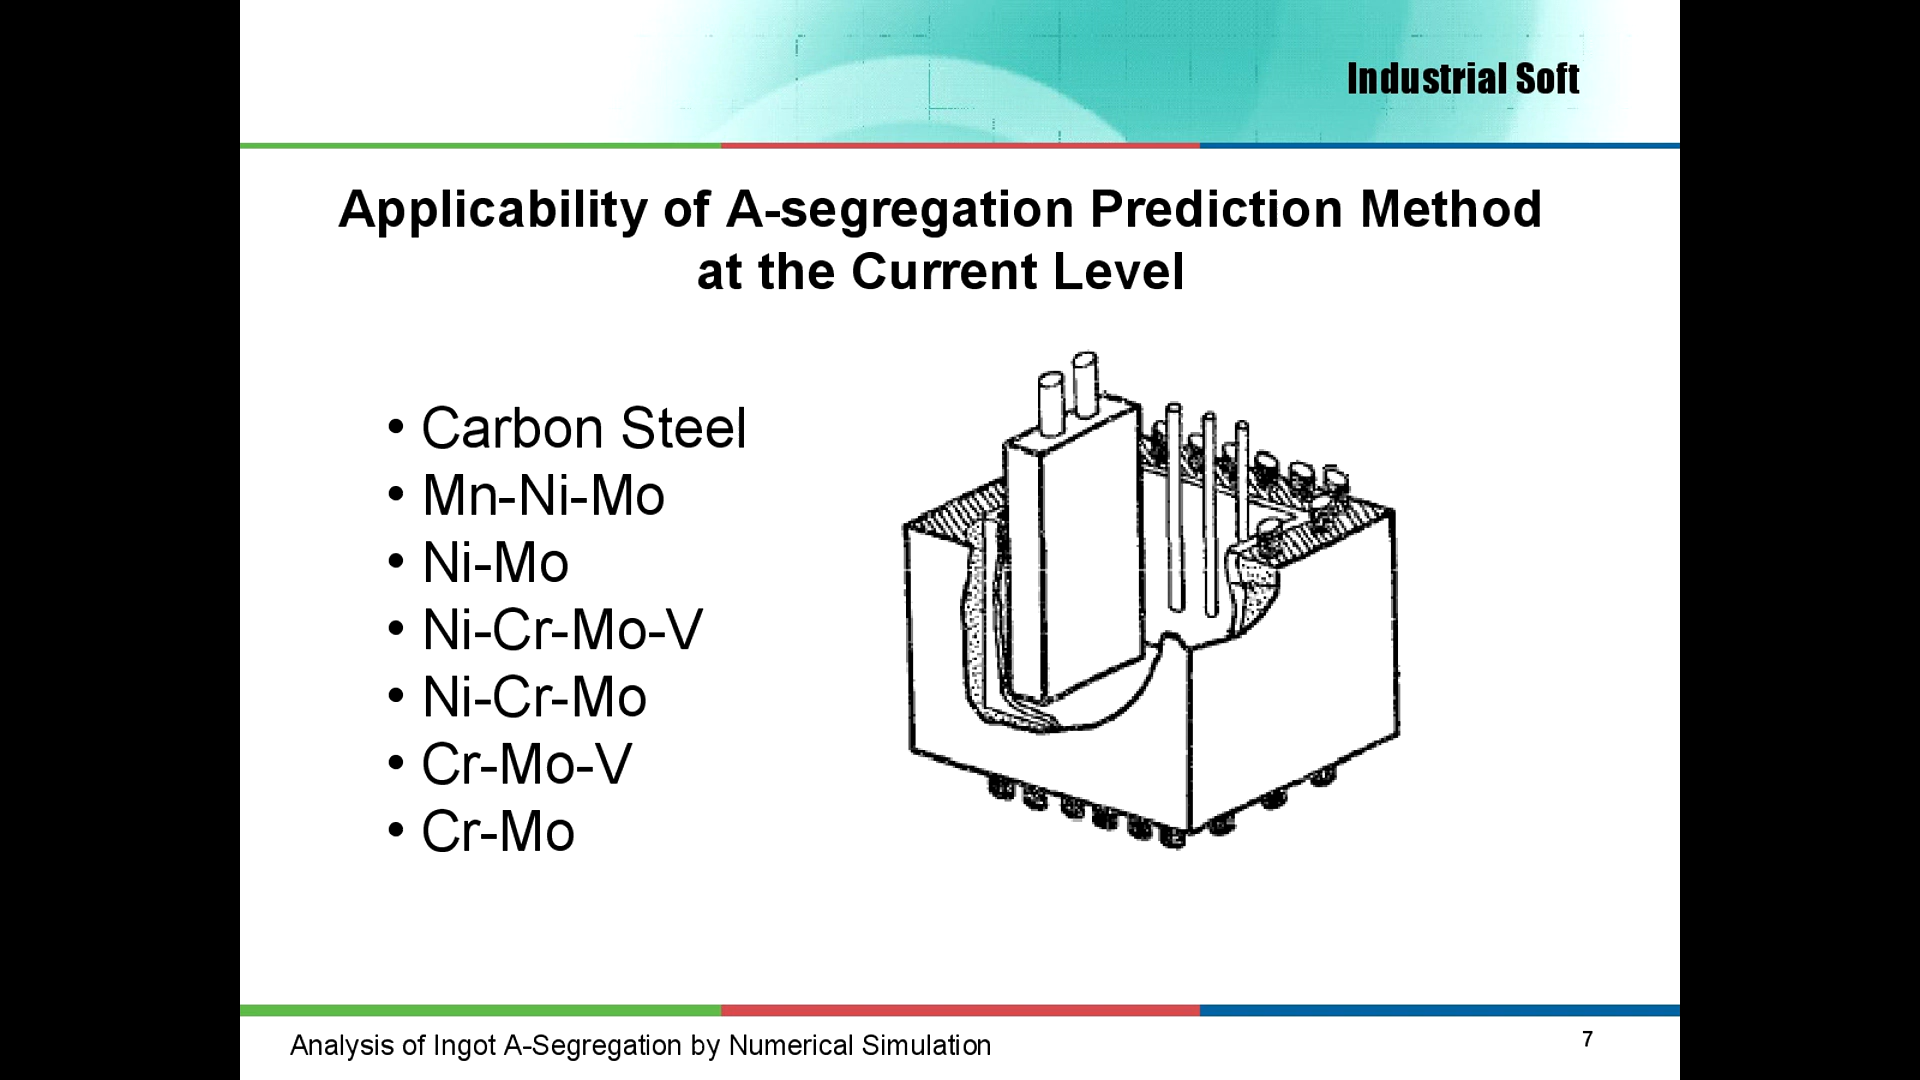 Industrial Soft
Applicability of A-segregation Prediction Method
at the Current Level
• Carbon Steel
• Mn-Ni-Mo
• Ni-Mo
• Ni-Cr-Mo-V
• Ni-Cr-Mo
• Cr-Mo-V
• Cr-Mo
Analysis of Ingot A-Segregation by Numerical Simulation
7